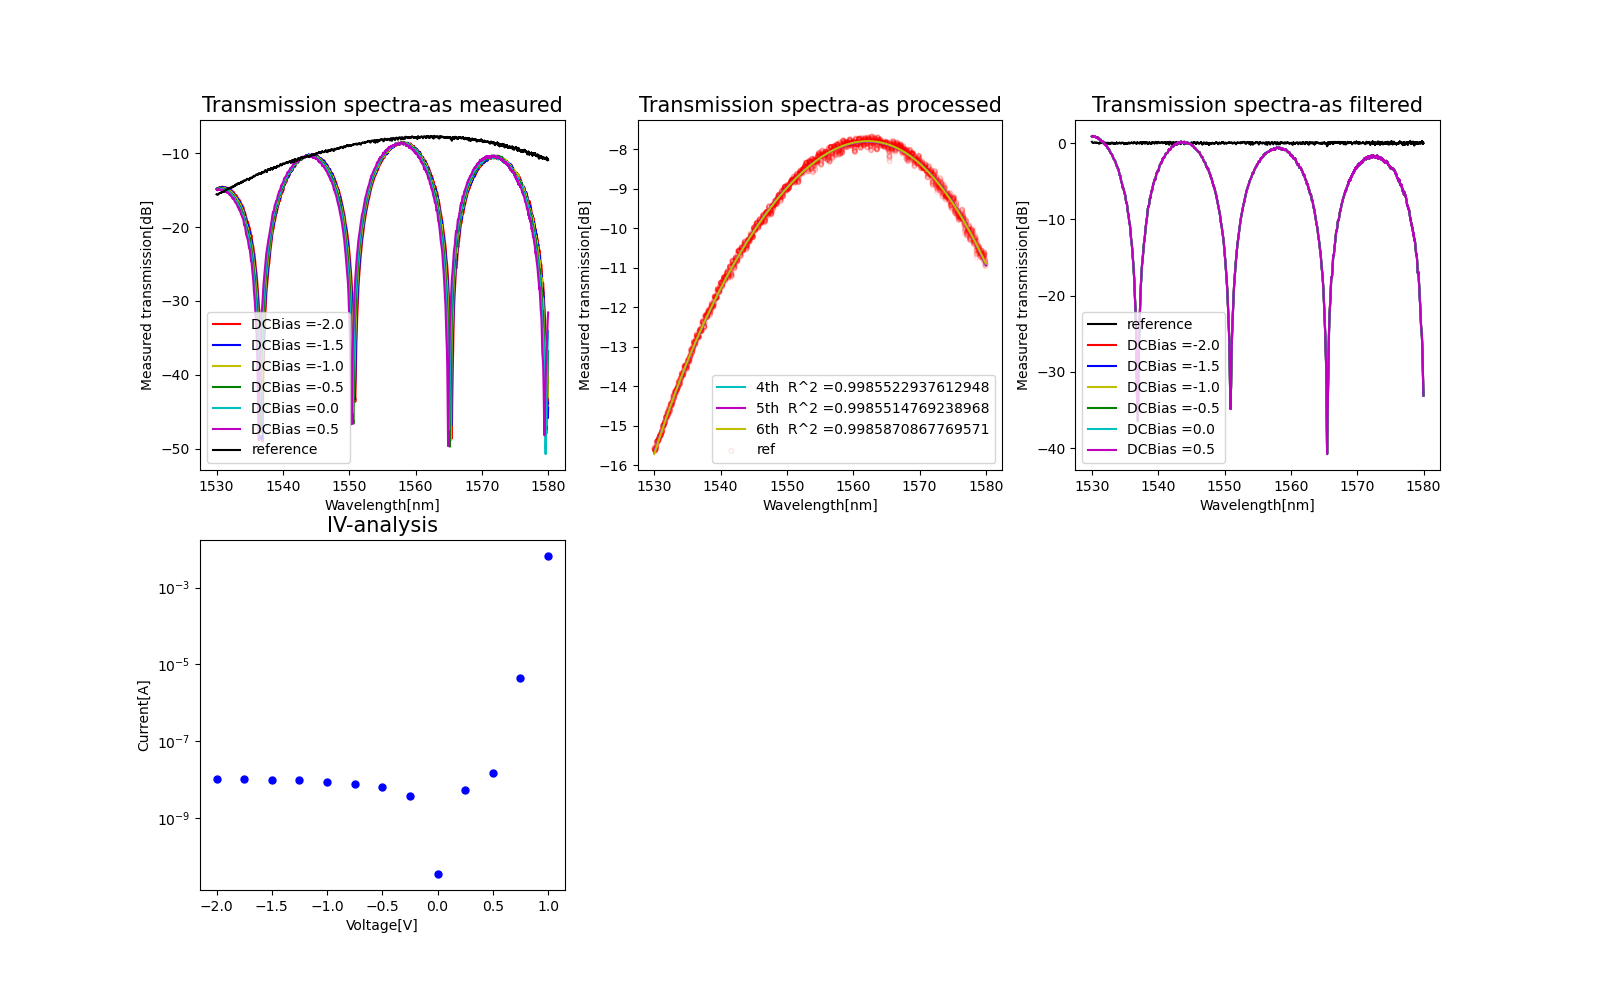 Transmission spectra-as measured
Measured transmission[dB]
−10
−20
−30
−40
−50
DCBias =-2.0
DCBias =-1.5
DCBias =-1.0
DCBias =-0.5
DCBias =0.0
DCBias =0.5
reference
1530 1540 1550 1560 1570 1580
Wavelength[nm]
Transmission spectra-as processed
Measured transmission[dB]
−8
−9
−10
−11
−12
−13
−14
−15
−16
4th R^2 =0.9985522937612948
5th R^2 =0.9985514769238968
6th R^2 =0.9985870867769571
ref
1530 1540 1550 1560 1570 1580
Wavelength[nm]
Transmission spectra-as filtered
Measured transmission[dB]
0
−10
−20
−30
−40
reference
DCBias =-2.0
DCBias =-1.5
DCBias =-1.0
DCBias =-0.5
DCBias =0.0
DCBias =0.5
1530 1540 1550 1560 1570 1580
Wavelength[nm]
IV-analysis
Current[A]
10⁻³
10⁻⁵
10⁻⁷
10⁻⁹
−2.0 −1.5 −1.0 −0.5 0.0 0.5 1.0
Voltage[V]